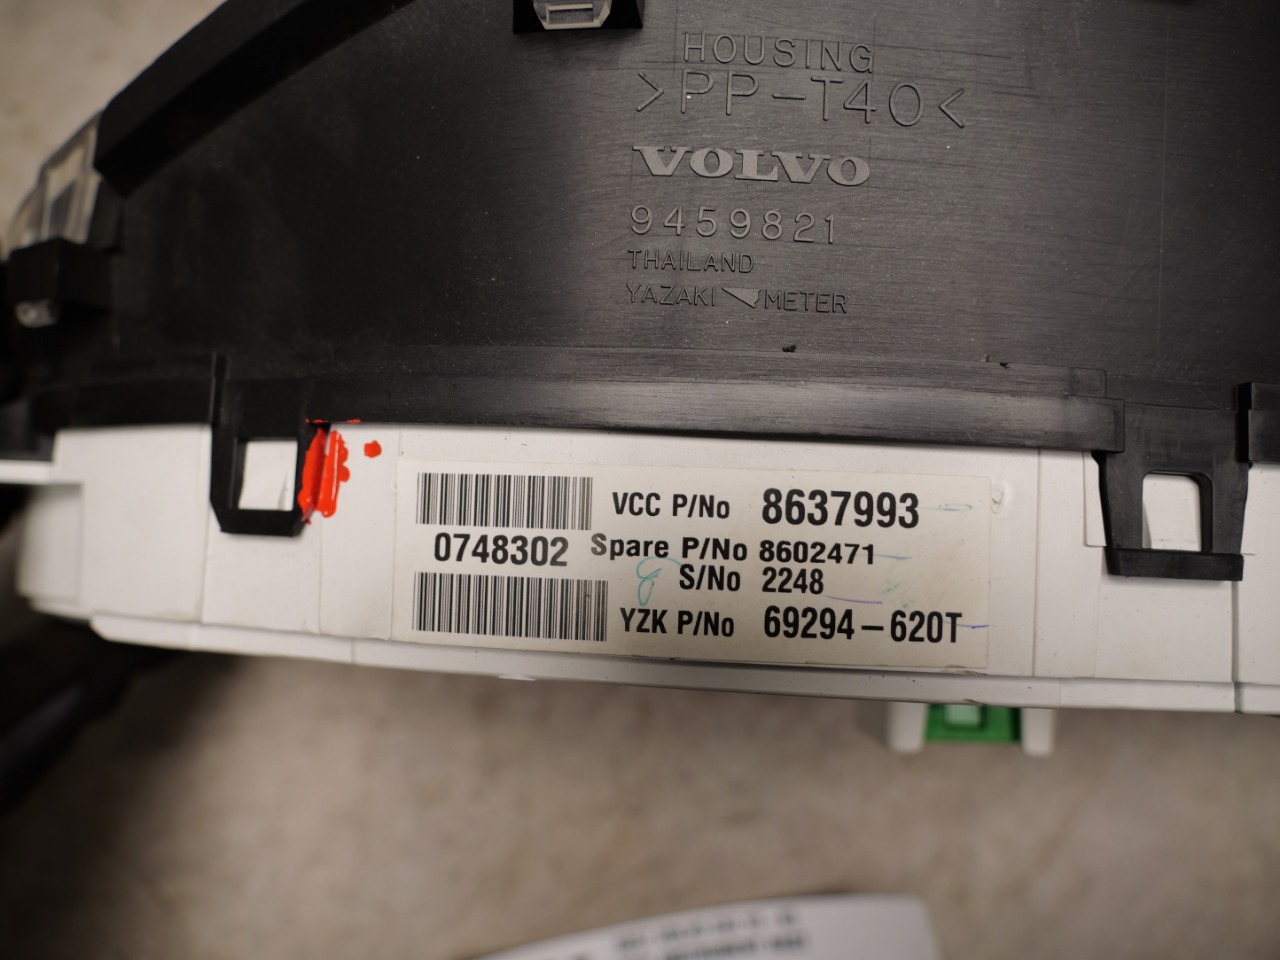 HOUSING
>PP-T40<
VOLVO
9459821
THAILAND
YAZAKI METER
VCC P/No 8637993
0748302 Spare P/No 8602471
8 S/No 2248
YZK P/No 69294-620T